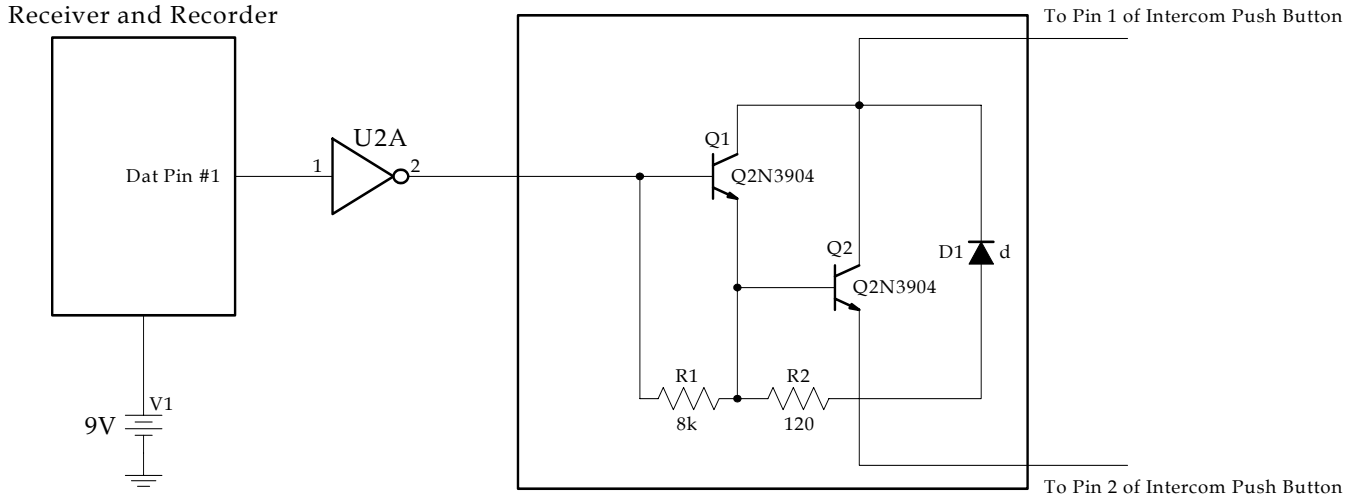 Receiver and Recorder
To Pin 1 of Intercom Push Button
U2A
Q1
Dat Pin #1
1
2
Q2N3904
Q2
D1
d
Q2N3904
R1
R2
8k
120
V1
9V
To Pin 2 of Intercom Push Button